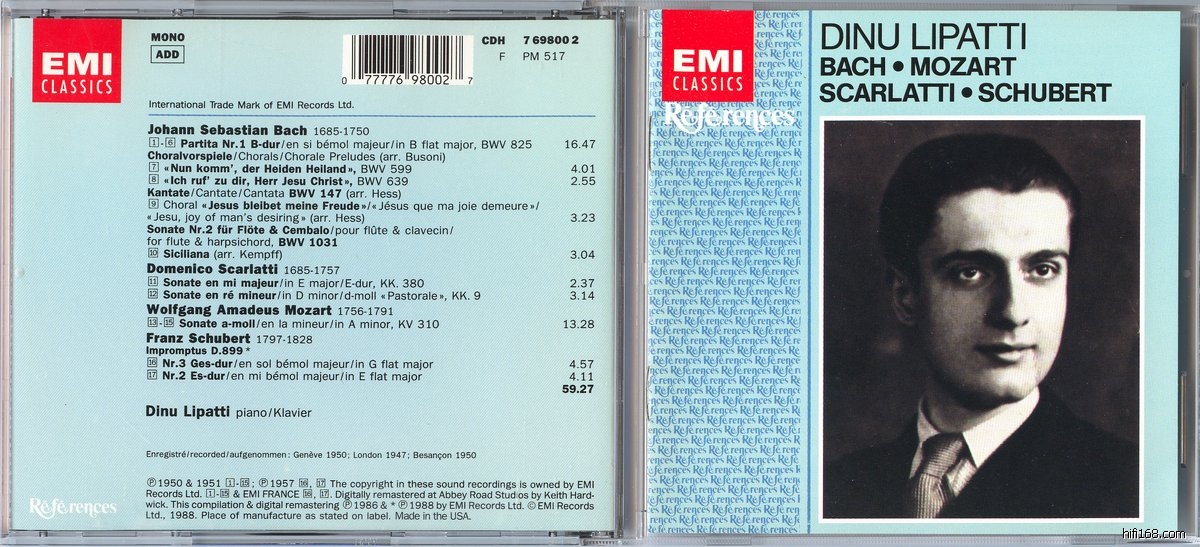 EMI
CLASSICS
MONO
ADD
0 77776 98002 7
CDH 7 69800 2
F PM 517
International Trade Mark of EMI Records Ltd.
Johann Sebastian Bach 1685-1750
1-6 Partita Nr.1 B-dur/en si bémol majeur/in B flat major, BWV 825 16.47
Choralvorspiele/Chorals/Chorale Preludes (arr. Busoni)
7 «Nun komm', der Heiden Heiland», BWV 599 4.01
8 «Ich ruf' zu dir, Herr Jesu Christ», BWV 639 2.55
Kantate/Cantate/Cantata BWV 147 (arr. Hess)
9 Choral «Jesus bleibet meine Freude»/«Jésus que ma joie demeure»/
«Jesu, joy of man's desiring» (arr. Hess) 3.23
Sonate Nr.2 für Flöte & Cembalo/pour flûte & clavecin/
for flute & harpsichord, BWV 1031
10 Siciliana (arr. Kempff) 3.04
Domenico Scarlatti 1685-1757
11 Sonate en mi majeur/in E major/E-dur, KK. 380 2.37
12 Sonate en ré mineur/in D minor/d-moll «Pastorale», KK. 9 3.14
Wolfgang Amadeus Mozart 1756-1791
13-15 Sonate a-moll/en la mineur/in A minor, KV 310 13.28
Franz Schubert 1797-1828
Impromptus D.899*
16 Nr.3 Ges-dur/en sol bémol majeur/in G flat major 4.57
17 Nr.2 Es-dur/en mi bémol majeur/in E flat major 4.11
59.27
Dinu Lipatti piano/Klavier
Enregistré/recorded/aufgenommen: Genève 1950; London 1947; Besançon 1950
℗ 1950 & 1951 1-15; ℗ 1957 16, 17 The copyright in these sound recordings is owned by EMI
Records Ltd. 1-15 & EMI FRANCE 16, 17. Digitally remastered at Abbey Road Studios by Keith Hard-
wick. This compilation & digital remastering ℗ 1986 & * ℗ 1988 by EMI Records Ltd. © EMI Records
Ltd., 1988. Place of manufacture as stated on label. Made in the USA.
Références
EMI
CLASSICS
Références
DINU LIPATTI
BACH • MOZART
SCARLATTI • SCHUBERT
hifi168.com